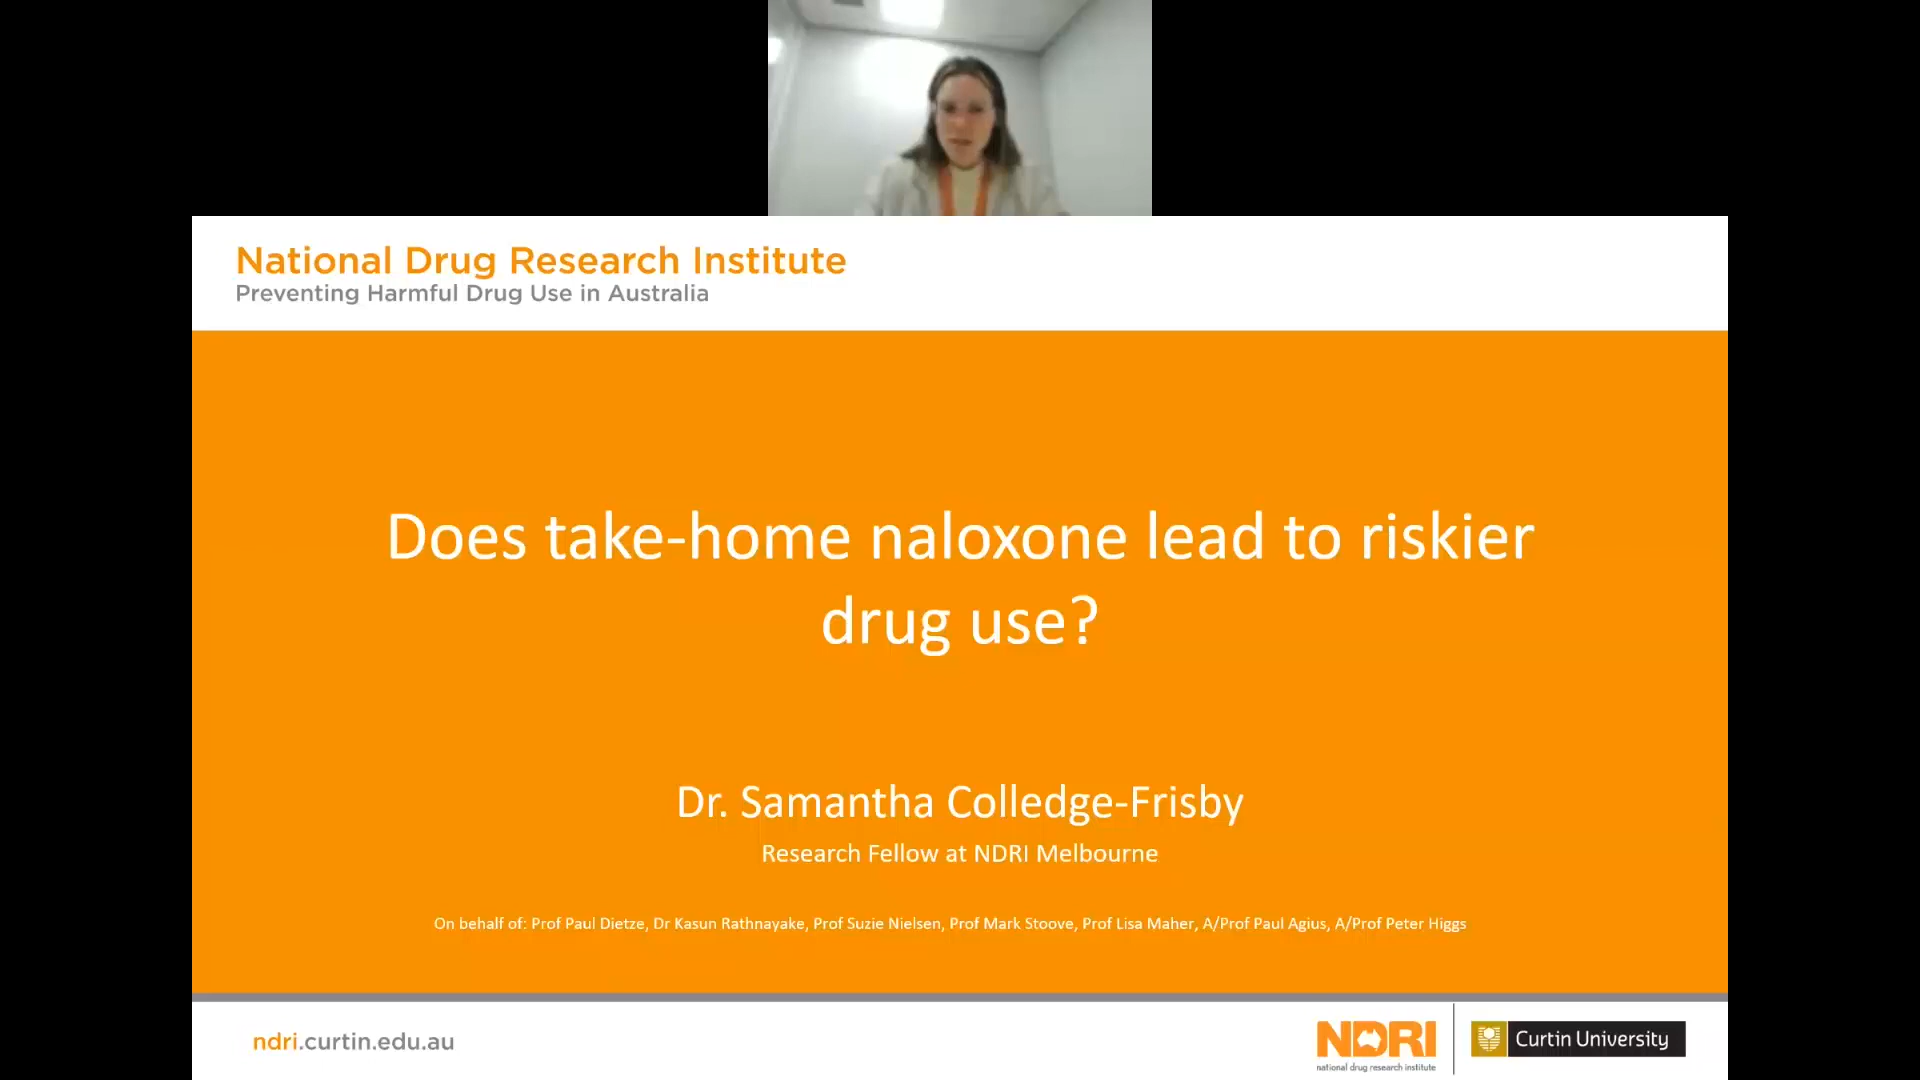 National Drug Research Institute
Preventing Harmful Drug Use in Australia
Does take-home naloxone lead to riskier
drug use?
Dr. Samantha Colledge-Frisby
Research Fellow at NDRI Melbourne
On behalf of: Prof Paul Dietze, Dr Kasun Rathnayake, Prof Suzie Nielsen, Prof Mark Stoove, Prof Lisa Maher, A/Prof Paul Agius, A/Prof Peter Higgs
ndri.curtin.edu.au
NDRI
national drug research institute
Curtin University